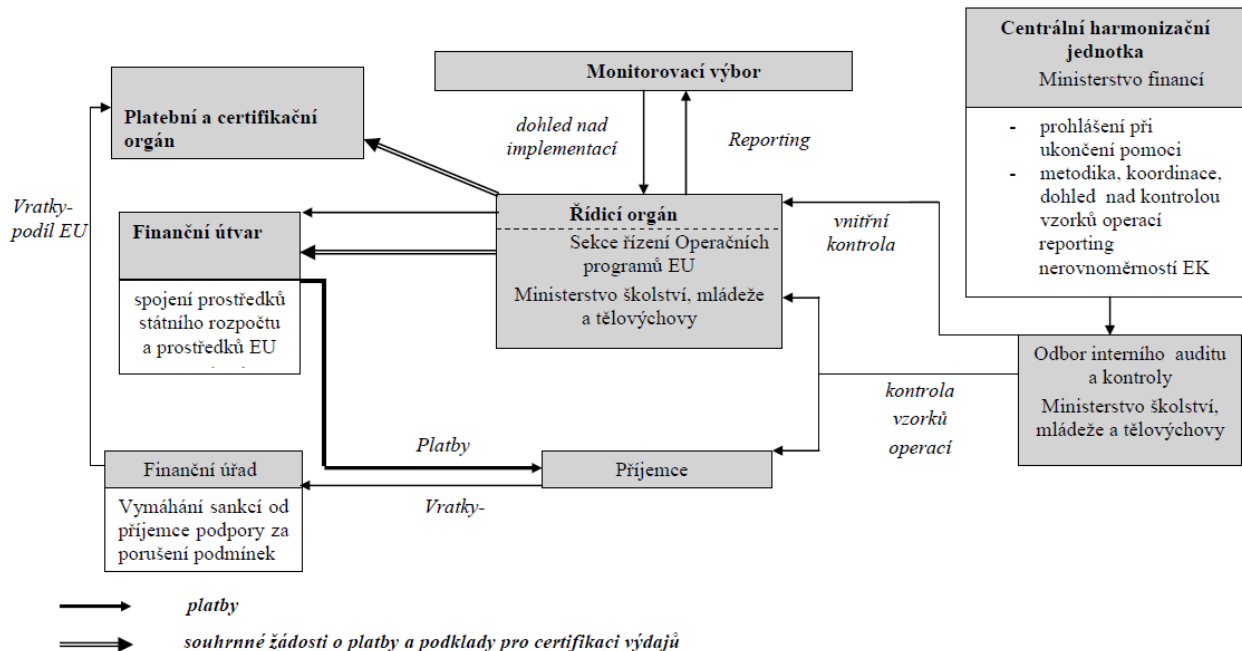 Centrální harmonizační
jednotka
Ministerstvo financí
- prohlášení při
ukončení pomoci
- metodika, koordinace,
dohled nad kontrolou
vzorků operací
reporting
nerovnoměrností EK
Monitorovací výbor
Platební a certifikační
orgán
dohled nad
implementací
Reporting
Vratky-
podíl EU
Finanční útvar
spojení prostředků
státního rozpočtu
a prostředků EU
Řídicí orgán
Sekce řízení Operačních
programů EU
Ministerstvo školství, mládeže
a tělovýchovy
vnitřní
kontrola
Odbor interního auditu
a kontroly
Ministerstvo školství,
mládeže a tělovýchovy
kontrola
vzorků
operací
Platby
Finanční úřad
Vymáhání sankcí od
příjemce podpory za
porušení podmínek
Příjemce
Vratky-
platby
souhrnné žádosti o platby a podklady pro certifikaci výdajů